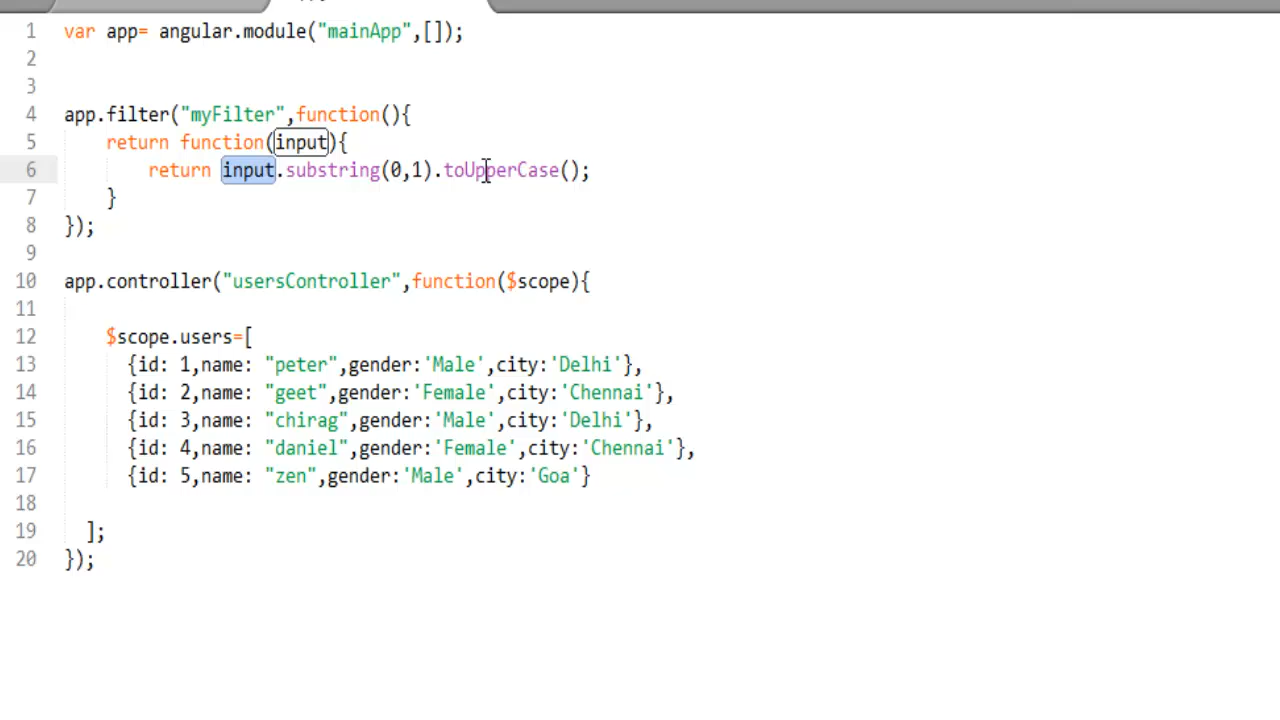 1 var app= angular.module("mainApp",[]);
2
3
4 app.filter("myFilter",function(){
5 return function(input){
6 return input.substring(0,1).toUpperCase();
7 }
8 });
9
10 app.controller("usersController",function($scope){
11
12 $scope.users=[
13 {id: 1,name: "peter",gender:'Male',city:'Delhi'},
14 {id: 2,name: "geet",gender:'Female',city:'Chennai'},
15 {id: 3,name: "chirag",gender:'Male',city:'Delhi'},
16 {id: 4,name: "daniel",gender:'Female',city:'Chennai'},
17 {id: 5,name: "zen",gender:'Male',city:'Goa'}
18
19 ];
20 });